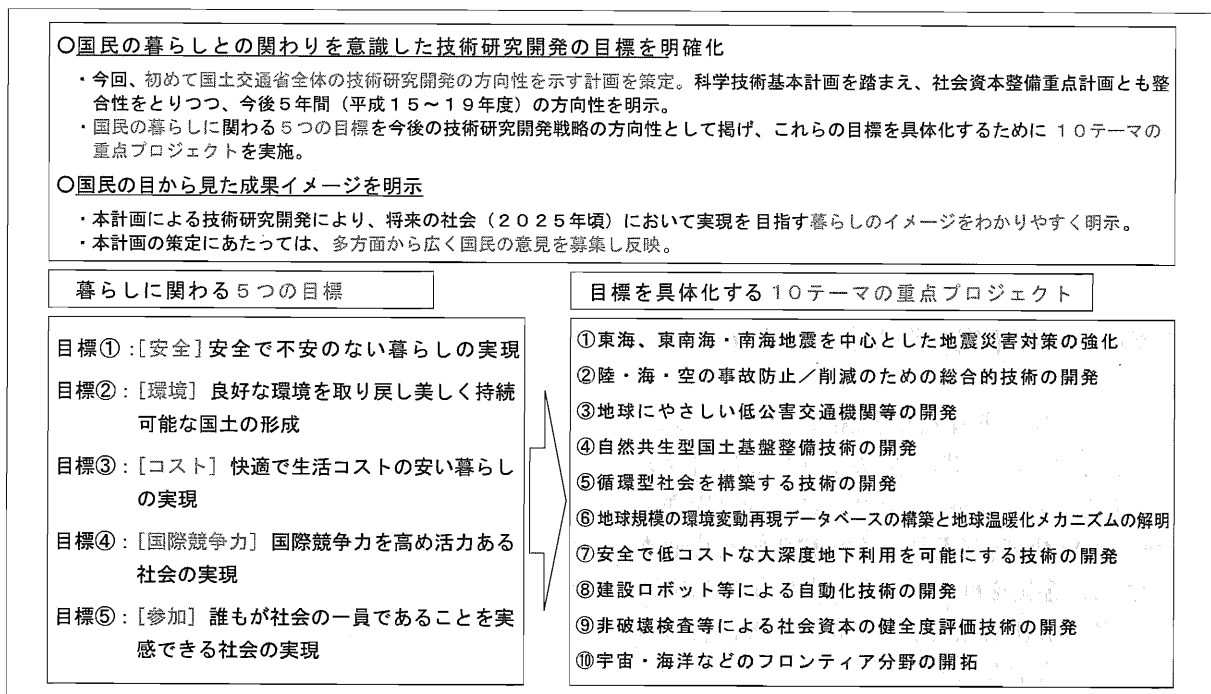 ○国民の暮らしとの関わりを意識した技術研究開発の目標を明確化
・今回、初めて国土交通省全体の技術研究開発の方向性を示す計画を策定。科学技術基本計画を踏まえ、社会資本整備重点計画とも整
合性をとりつつ、今後５年間（平成１５～１９年度）の方向性を明示。
・国民の暮らしに関わる５つの目標を今後の技術研究開発戦略の方向性として掲げ、これらの目標を具体化するために１０テーマの
重点プロジェクトを実施。
○国民の目から見た成果イメージを明示
・本計画による技術研究開発により、将来の社会（２０２５年頃）において実現を目指す暮らしのイメージをわかりやすく明示。
・本計画の策定にあたっては、多方面から広く国民の意見を募集し反映。
暮らしに関わる５つの目標
目標①：［安全］安全で不安のない暮らしの実現
目標②：［環境］良好な環境を取り戻し美しく持続
可能な国土の形成
目標③：［コスト］快適で生活コストの安い暮らし
の実現
目標④：［国際競争力］国際競争力を高め活力ある
社会の実現
目標⑤：［参加］誰もが社会の一員であることを実
感できる社会の実現
目標を具体化する１０テーマの重点プロジェクト
①東海、東南海・南海地震を中心とした地震災害対策の強化
②陸・海・空の事故防止／削減のための総合的技術の開発
③地球にやさしい低公害交通機関等の開発
④自然共生型国土基盤整備技術の開発
⑤循環型社会を構築する技術の開発
⑥地球規模の環境変動再現データベースの構築と地球温暖化メカニズムの解明
⑦安全で低コストな大深度地下利用を可能にする技術の開発
⑧建設ロボット等による自動化技術の開発
⑨非破壊検査等による社会資本の健全度評価技術の開発
⑩宇宙・海洋などのフロンティア分野の開拓